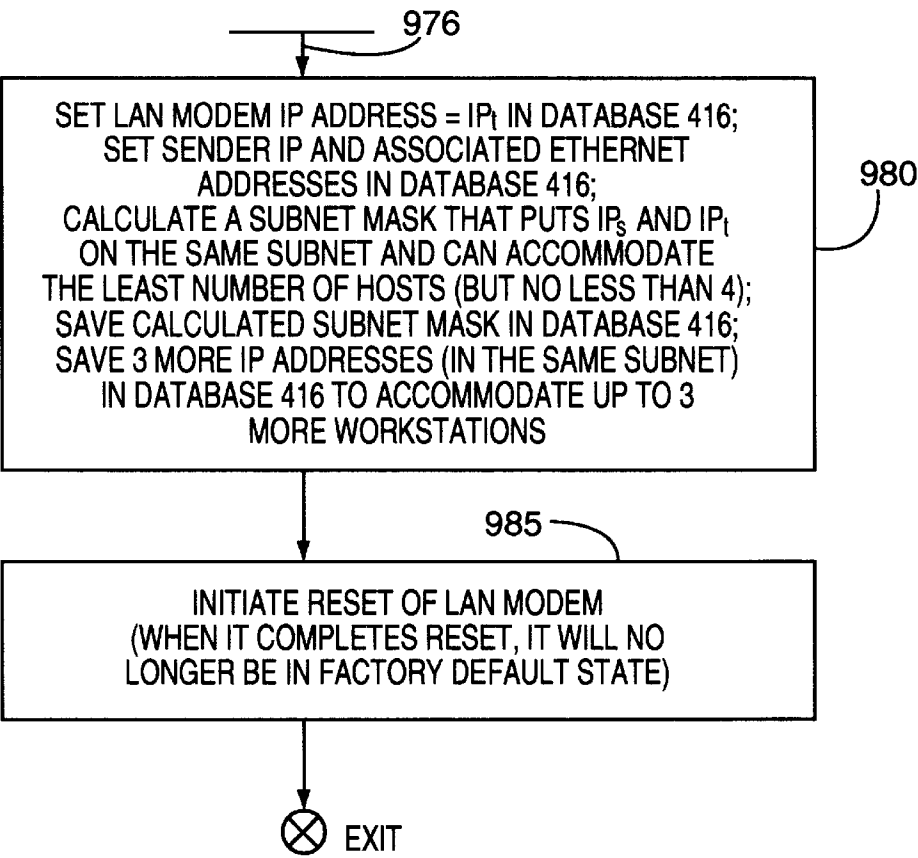 976
SET LAN MODEM IP ADDRESS = IPt IN DATABASE 416;
SET SENDER IP AND ASSOCIATED ETHERNET
ADDRESSES IN DATABASE 416;
CALCULATE A SUBNET MASK THAT PUTS IPs AND IPt
ON THE SAME SUBNET AND CAN ACCOMMODATE
THE LEAST NUMBER OF HOSTS (BUT NO LESS THAN 4);
SAVE CALCULATED SUBNET MASK IN DATABASE 416;
SAVE 3 MORE IP ADDRESSES (IN THE SAME SUBNET)
IN DATABASE 416 TO ACCOMMODATE UP TO 3
MORE WORKSTATIONS
980
985
INITIATE RESET OF LAN MODEM
(WHEN IT COMPLETES RESET, IT WILL NO
LONGER BE IN FACTORY DEFAULT STATE)
EXIT